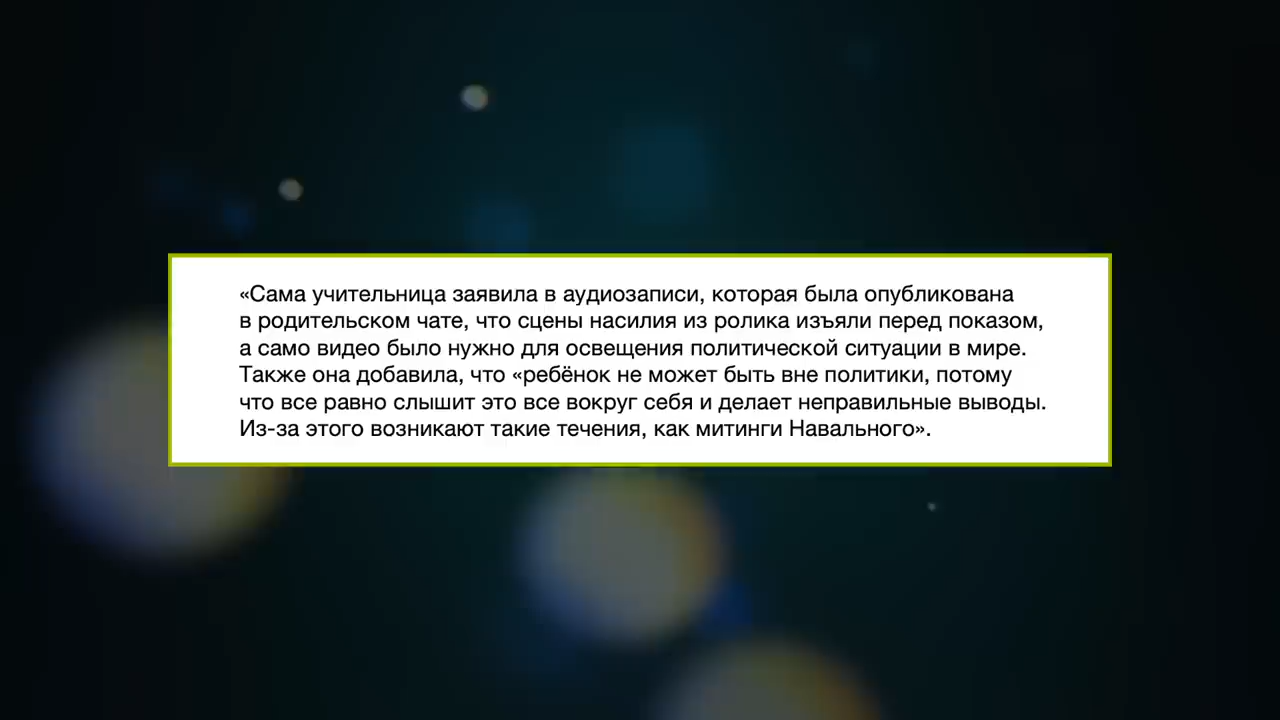 «Сама учительница заявила в аудиозаписи, которая была опубликована
в родительском чате, что сцены насилия из ролика изъяли перед показом,
а само видео было нужно для освещения политической ситуации в мире.
Также она добавила, что «ребёнок не может быть вне политики, потому
что все равно слышит это все вокруг себя и делает неправильные выводы.
Из-за этого возникают такие течения, как митинги Навального».